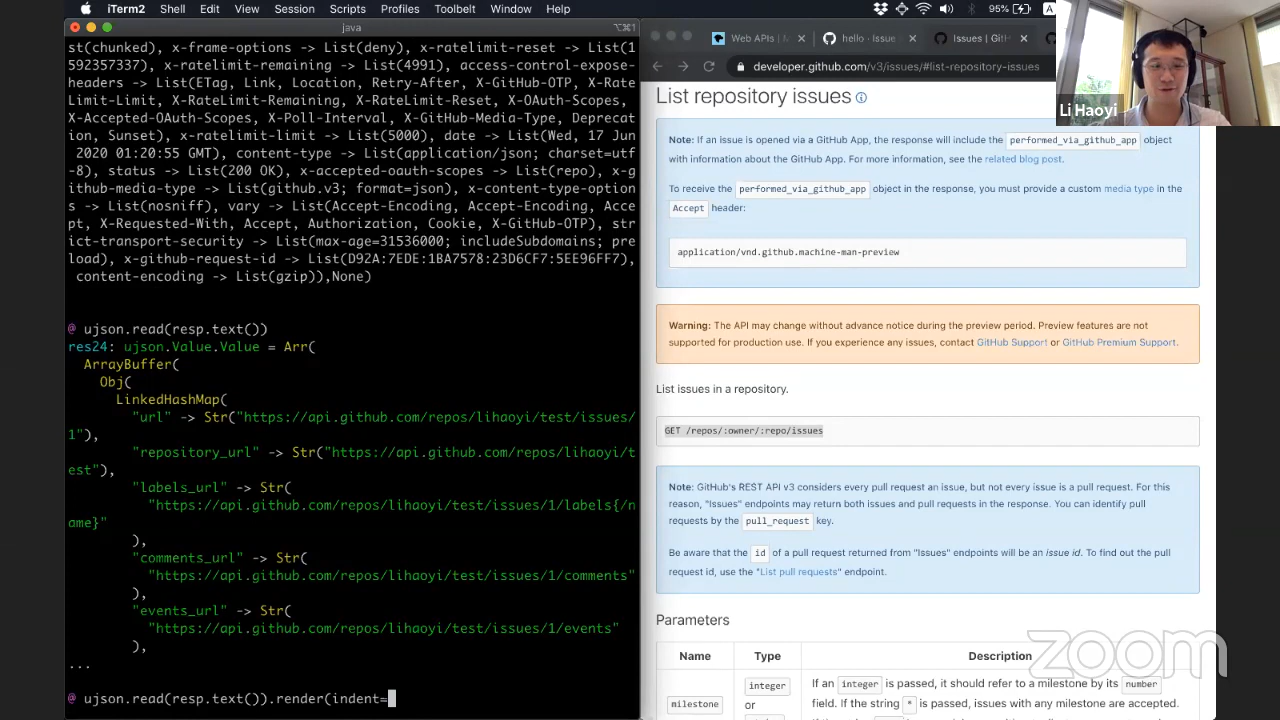 iTerm2 Shell Edit View Session Scripts Profiles Toolbelt Window Help 95% A
java ⌥⌘1
st(chunked), x-frame-options -> List(deny), x-ratelimit-reset -> List(1
592357337), x-ratelimit-remaining -> List(4991), access-control-expose-
headers -> List(ETag, Link, Location, Retry-After, X-GitHub-OTP, X-Rate
Limit-Limit, X-RateLimit-Remaining, X-RateLimit-Reset, X-OAuth-Scopes,
X-Accepted-OAuth-Scopes, X-Poll-Interval, X-GitHub-Media-Type, Deprecat
ion, Sunset), x-ratelimit-limit -> List(5000), date -> List(Wed, 17 Jun
2020 01:20:55 GMT), content-type -> List(application/json; charset=utf
-8), status -> List(200 OK), x-accepted-oauth-scopes -> List(repo), x-g
ithub-media-type -> List(github.v3; format=json), x-content-type-option
s -> List(nosniff), vary -> List(Accept-Encoding, Accept-Encoding, Acce
pt, X-Requested-With, Accept, Authorization, Cookie, X-GitHub-OTP), str
ict-transport-security -> List(max-age=31536000; includeSubdomains; pre
load), x-github-request-id -> List(D92A:7EDE:1BA7578:23D6CF7:5EE96FF7),
content-encoding -> List(gzip)),None)
@ ujson.read(resp.text())
res24: ujson.Value.Value = Arr(
ArrayBuffer(
Obj(
LinkedHashMap(
"url" -> Str("https://api.github.com/repos/lihaoyi/test/issues/
1"),
"repository_url" -> Str("https://api.github.com/repos/lihaoyi/t
est"),
"labels_url" -> Str(
"https://api.github.com/repos/lihaoyi/test/issues/1/labels{/n
ame}"
),
"comments_url" -> Str(
"https://api.github.com/repos/lihaoyi/test/issues/1/comments"
),
"events_url" -> Str(
"https://api.github.com/repos/lihaoyi/test/issues/1/events"
),
...
@ ujson.read(resp.text()).render(indent=
Web APIs | M × hello · Issue × Issues | GitH ×
developer.github.com/v3/issues/#list-repository-issues
Li Haoyi
List repository issues
Note: If an issue is opened via a GitHub App, the response will include the performed_via_github_app object
with information about the GitHub App. For more information, see the related blog post.
To receive the performed_via_github_app object in the response, you must provide a custom media type in the
Accept header:
application/vnd.github.machine-man-preview
Warning: The API may change without advance notice during the preview period. Preview features are not
supported for production use. If you experience any issues, contact GitHub Support or GitHub Premium Support.
List issues in a repository.
GET /repos/:owner/:repo/issues
Note: GitHub's REST API v3 considers every pull request an issue, but not every issue is a pull request. For this
reason, "Issues" endpoints may return both issues and pull requests in the response. You can identify pull
requests by the pull_request key.
Be aware that the id of a pull request returned from "Issues" endpoints will be an issue id. To find out the pull
request id, use the "List pull requests" endpoint.
Parameters
Name Type Description
milestone integer or If an integer is passed, it should refer to a milestone by its number
field. If the string * is passed, issues with any milestone are accepted.
zoom